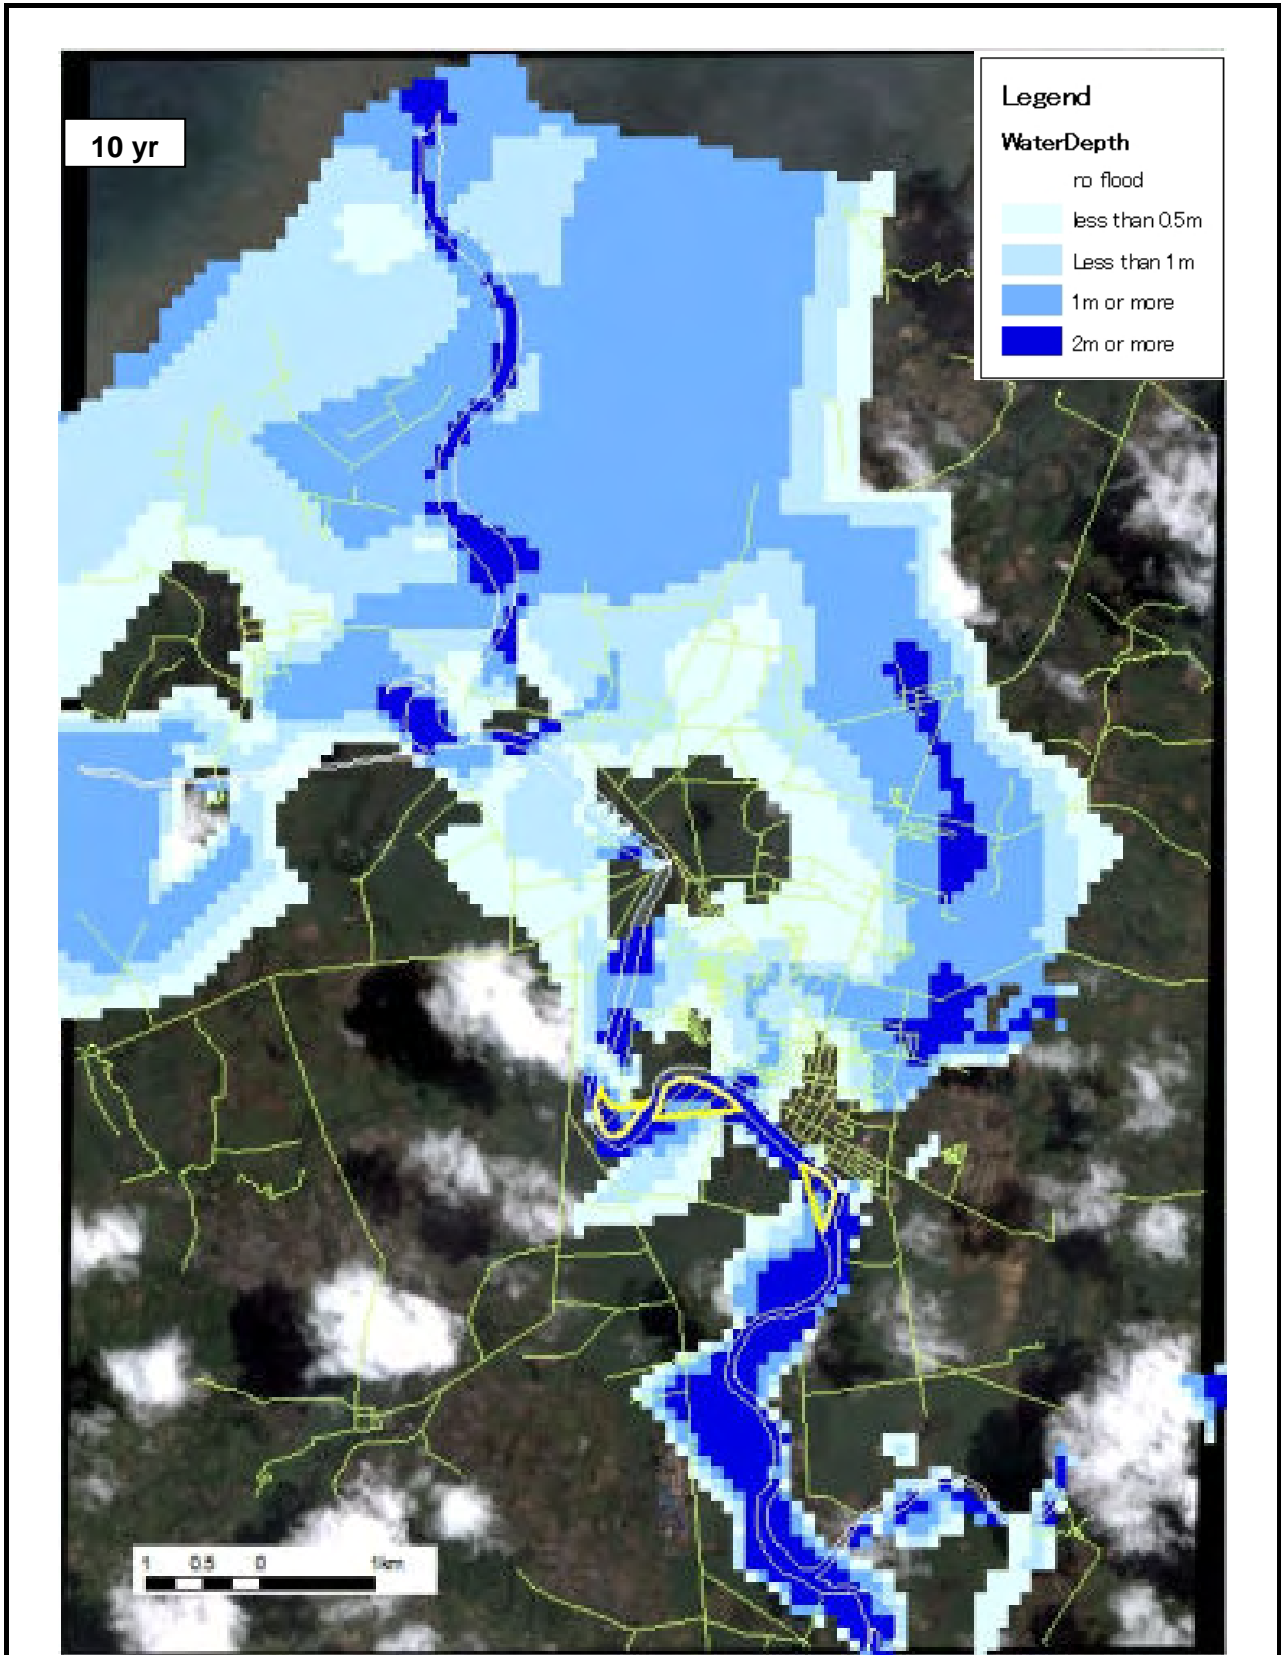 10 yr
Legend
WaterDepth
no flood
less than 0.5m
Less than 1m
1m or more
2m or more
1 0.5 0 1km